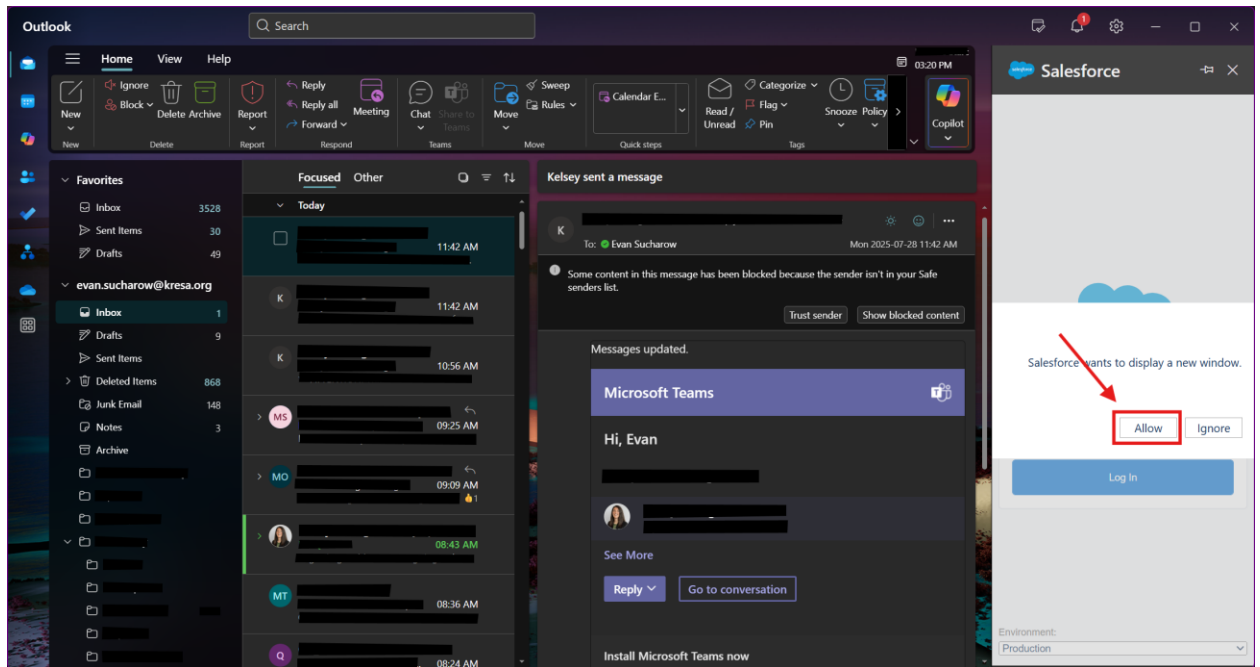 Outlook
Search
1
Home View Help
03:20 PM
New
Ignore
Block
Delete Archive
Report
Reply
Reply all
Forward
Meeting
Chat
Share to Teams
Move
Sweep
Rules
Calendar E...
Read / Unread
Categorize
Flag
Pin
Snooze
Policy
Copilot
New
Delete
Report
Respond
Teams
Move
Quick steps
Tags
Favorites
Inbox 3528
Sent Items 30
Drafts 49
evan.sucharow@kresa.org
Inbox 1
Drafts 9
Sent Items
Deleted Items 868
Junk Email 148
Notes 3
Archive
Focused Other
Today
11:42 AM
K
11:42 AM
K
10:56 AM
MS
09:25 AM
MO
09:09 AM
1
08:43 AM
MT
08:36 AM
Q
08:24 AM
Kelsey sent a message
K
To: Evan Sucharow
Mon 2025-07-28 11:42 AM
Some content in this message has been blocked because the sender isn't in your Safe
senders list.
Trust sender
Show blocked content
Messages updated.
Microsoft Teams
Hi, Evan
See More
Reply
Go to conversation
Install Microsoft Teams now
salesforce
Salesforce
Salesforce wants to display a new window.
Allow
Ignore
Log In
Environment:
Production